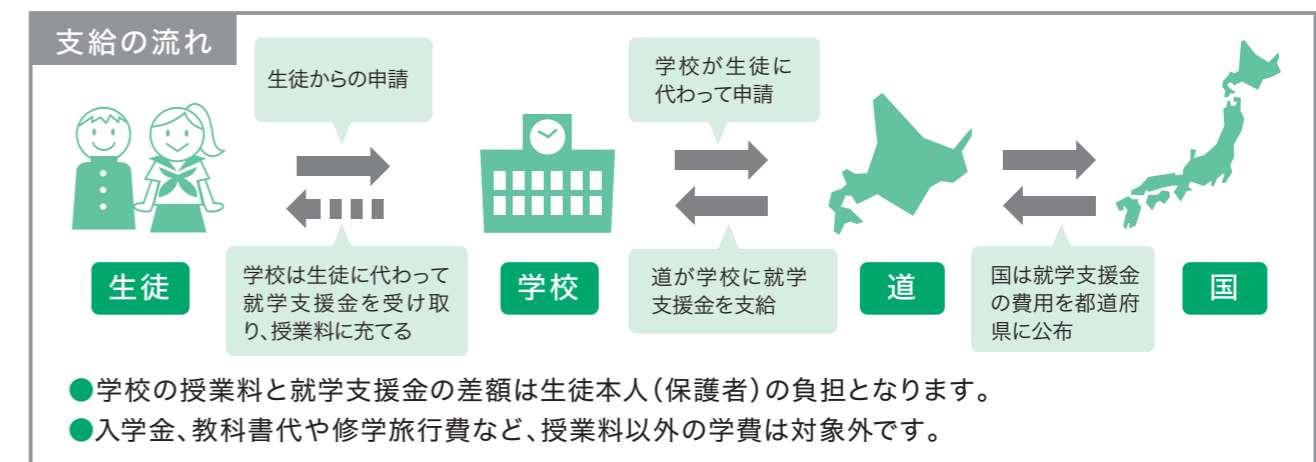 支給の流れ
生徒からの申請
学校が生徒に
代わって申請
生徒
学校は生徒に代わって
就学支援金を受け取
り、授業料に充てる
学校
道が学校に就学
支援金を支給
道
国は就学支援金
の費用を都道府
県に公布
国
●学校の授業料と就学支援金の差額は生徒本人(保護者)の負担となります。
●入学金、教科書代や修学旅行費など、授業料以外の学費は対象外です。